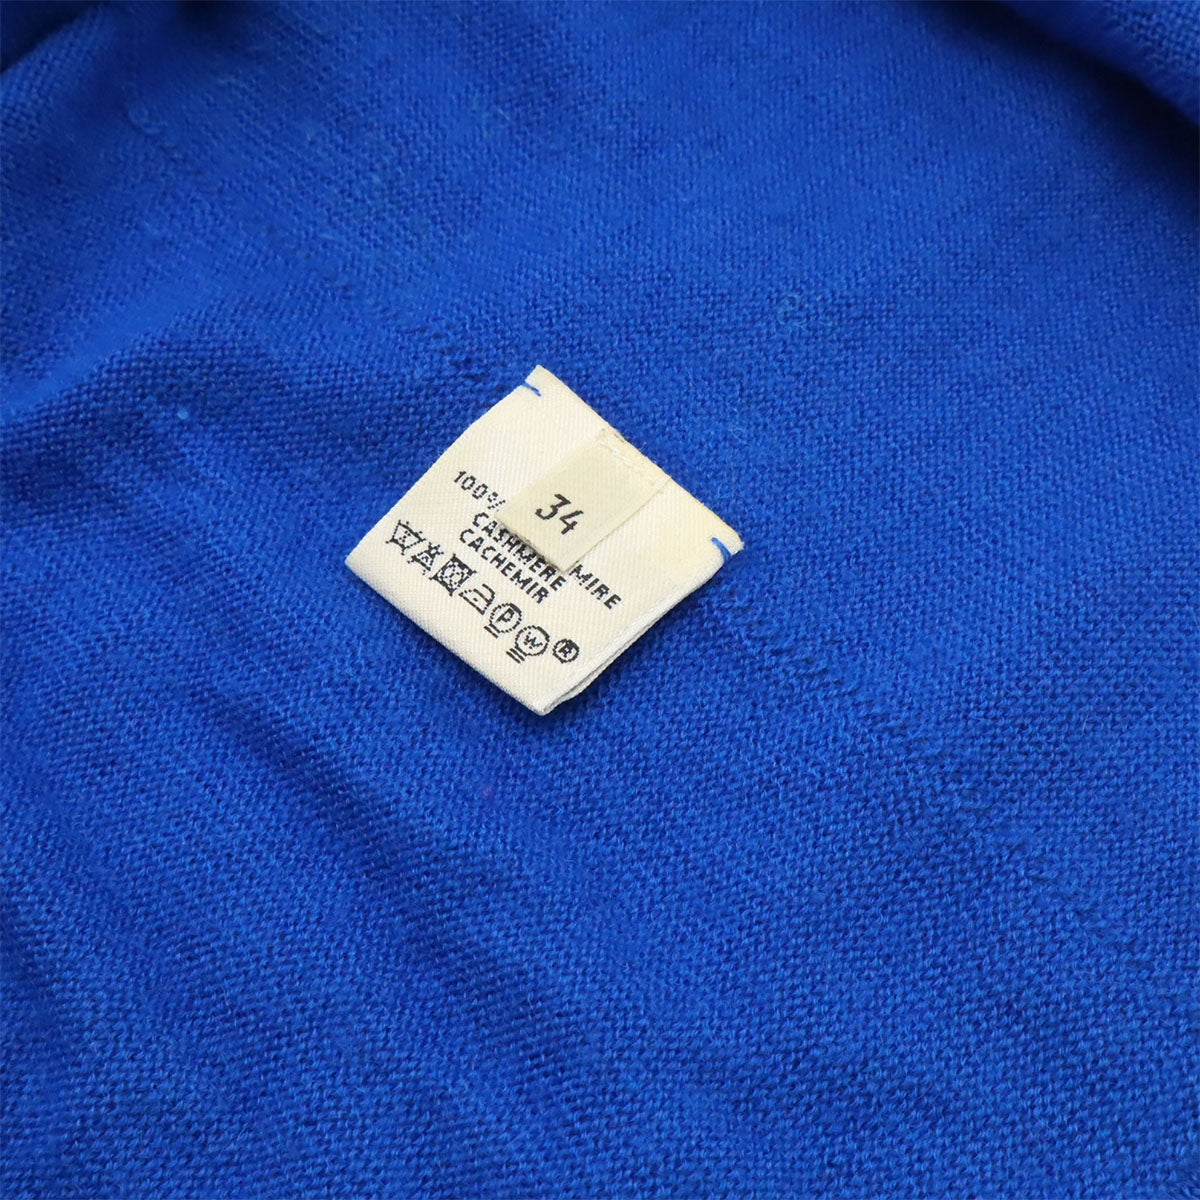 34
100%
MIRE
CASHMERE
CACHEMIR
P W R